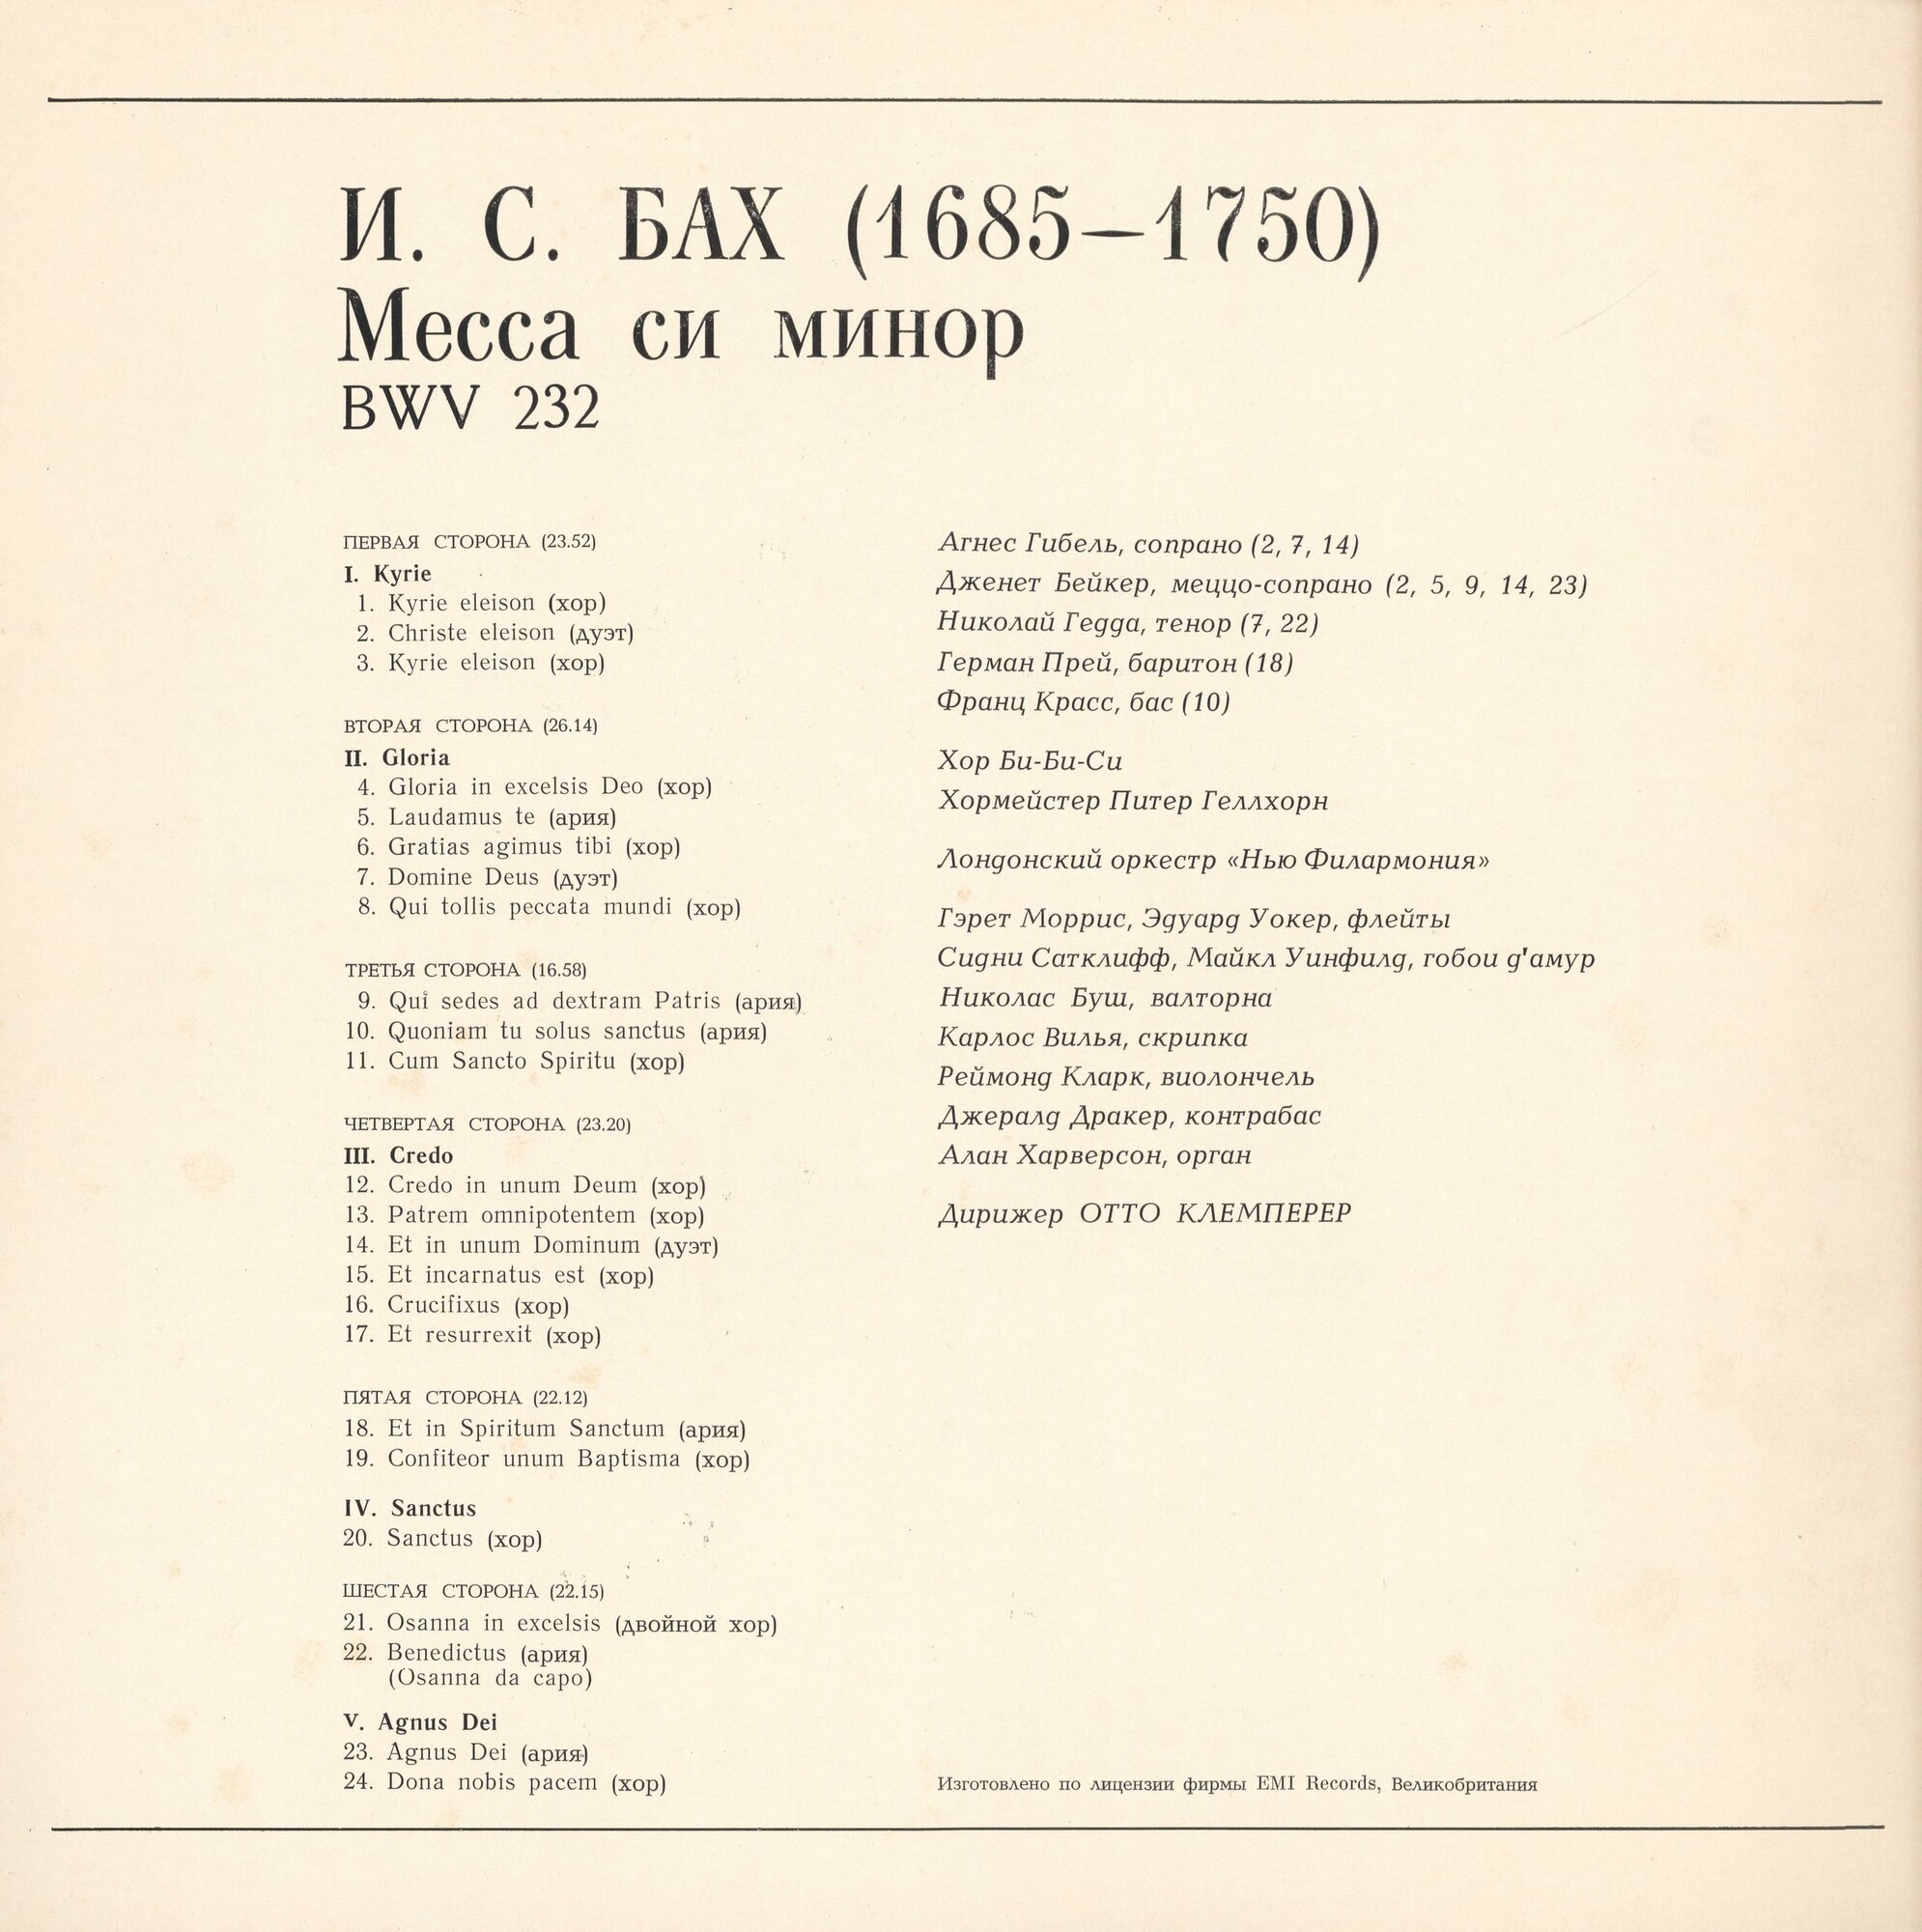 И. С. БАХ (1685—1750)
Месса си минор
BWV 232
ПЕРВАЯ СТОРОНА (23.52)
I. Kyrie
1. Kyrie eleison (хор)
2. Christe eleison (дуэт)
3. Kyrie eleison (хор)
ВТОРАЯ СТОРОНА (26.14)
II. Gloria
4. Gloria in excelsis Deo (хор)
5. Laudamus te (ария)
6. Gratias agimus tibi (хор)
7. Domine Deus (дуэт)
8. Qui tollis peccata mundi (хор)
ТРЕТЬЯ СТОРОНА (16.58)
9. Qui sedes ad dextram Patris (ария)
10. Quoniam tu solus sanctus (ария)
11. Cum Sancto Spiritu (хор)
ЧЕТВЕРТАЯ СТОРОНА (23.20)
III. Credo
12. Credo in unum Deum (хор)
13. Patrem omnipotentem (хор)
14. Et in unum Dominum (дуэт)
15. Et incarnatus est (хор)
16. Crucifixus (хор)
17. Et resurrexit (хор)
ПЯТАЯ СТОРОНА (22.12)
18. Et in Spiritum Sanctum (ария)
19. Confiteor unum Baptisma (хор)
IV. Sanctus
20. Sanctus (хор)
ШЕСТАЯ СТОРОНА (22.15)
21. Osanna in excelsis (двойной хор)
22. Benedictus (ария)
(Osanna da capo)
V. Agnus Dei
23. Agnus Dei (ария)
24. Dona nobis pacem (хор)
Агнес Гибель, сопрано (2, 7, 14)
Дженет Бейкер, меццо-сопрано (2, 5, 9, 14, 23)
Николай Гедда, тенор (7, 22)
Герман Прей, баритон (18)
Франц Красс, бас (10)
Хор Би-Би-Си
Хормейстер Питер Геллхорн
Лондонский оркестр «Нью Филармония»
Гэрет Моррис, Эдуард Уокер, флейты
Сидни Сатклифф, Майкл Уинфилд, гобои д'амур
Николас Буш, валторна
Карлос Вилья, скрипка
Реймонд Кларк, виолончель
Джералд Дракер, контрабас
Алан Харверсон, орган
Дирижер ОТТО КЛЕМПЕРЕР
Изготовлено по лицензии фирмы EMI Records, Великобритания